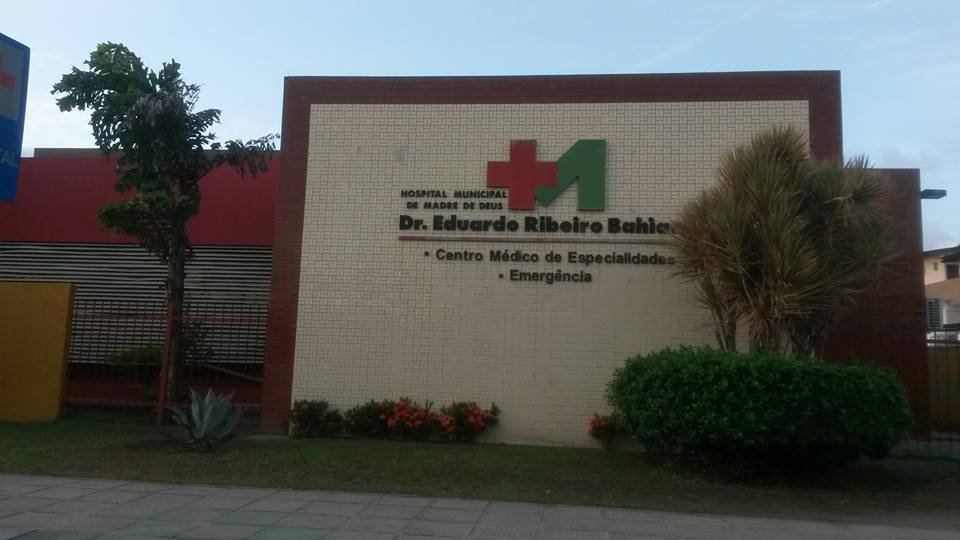 HOSPITAL MUNICIPAL
DE MADRE DE DEUS
Dr. Eduardo Ribeiro Bahia
• Centro Médico de Especialidades
• Emergência